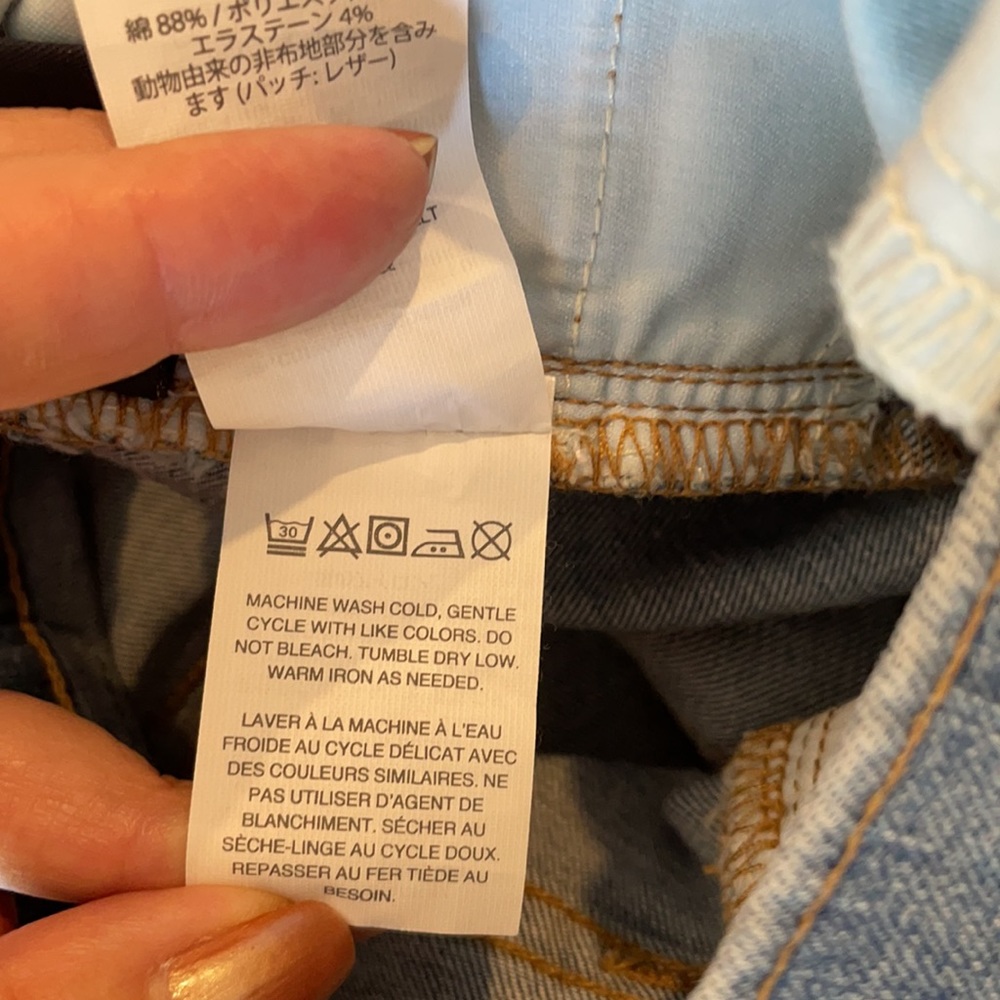 綿 88% /
エラステーン 4%
動物由来の非布地部分を含み
ます (パッチ: レザー)
30
MACHINE WASH COLD, GENTLE
CYCLE WITH LIKE COLORS. DO
NOT BLEACH. TUMBLE DRY LOW.
WARM IRON AS NEEDED.
LAVER À LA MACHINE À L'EAU
FROIDE AU CYCLE DÉLICAT AVEC
DES COULEURS SIMILAIRES. NE
PAS UTILISER D'AGENT DE
BLANCHIMENT. SÉCHER AU
SÈCHE-LINGE AU CYCLE DOUX.
REPASSER AU FER TIÈDE AU
BESOIN.